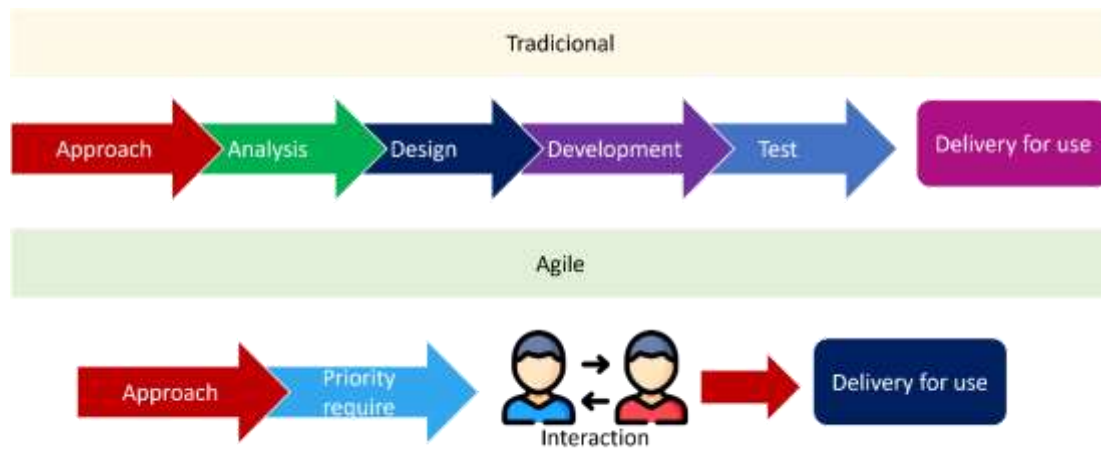 Tradicional
Approach
Analysis
Design
Development
Test
Delivery for use
Agile
Approach
Priority
require
Interaction
Delivery for use